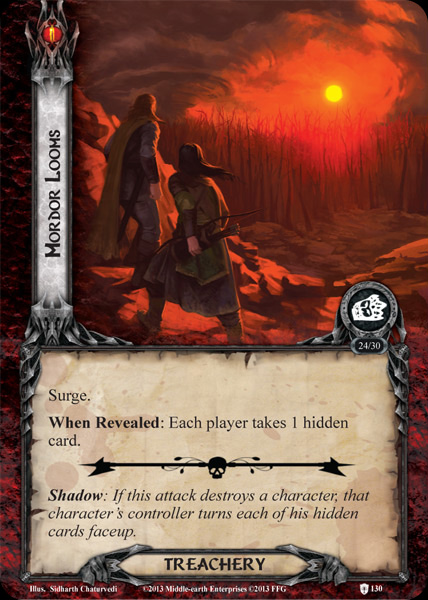 MORDOR LOOMS
24/30
Surge.
When Revealed: Each player takes 1 hidden
card.
Shadow: If this attack destroys a character, that
character's controller turns each of his hidden
cards faceup.
TREACHERY
Illus. Sidharth Chaturvedi ©2013 Middle-earth Enterprises ©2013 FFG 130